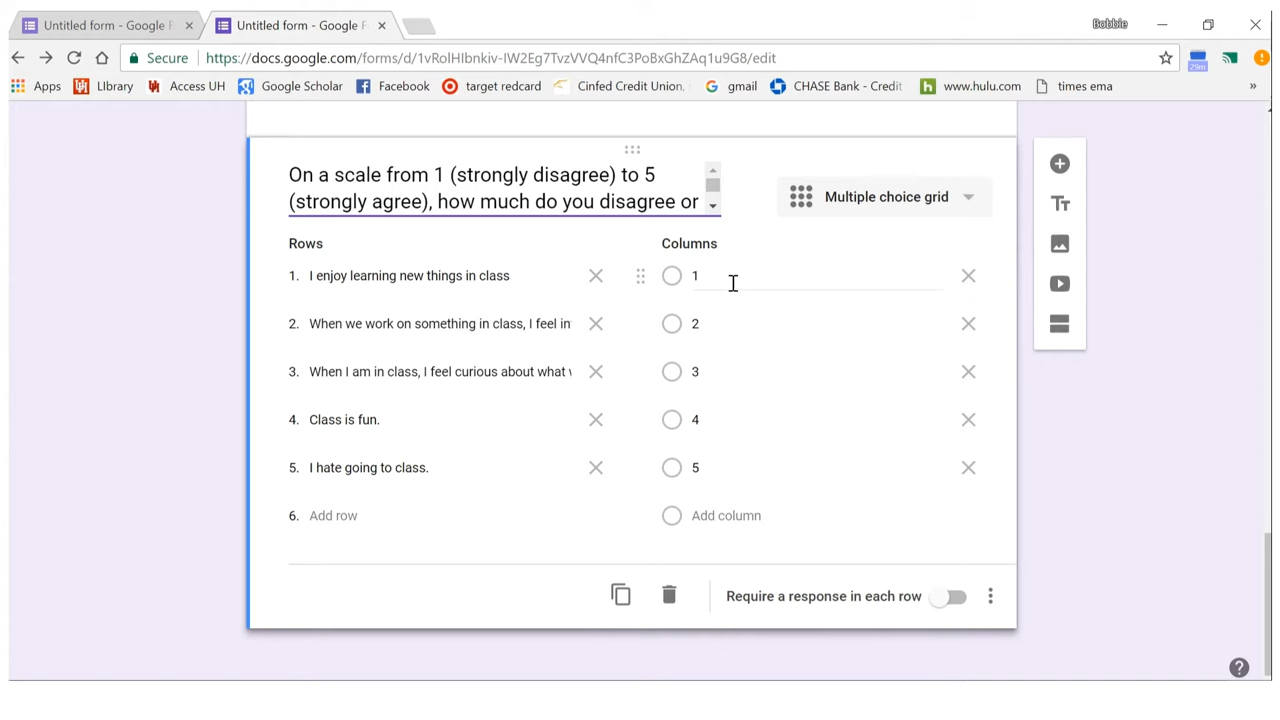 Untitled form - Google F
Untitled form - Google F
Bobbie
Secure
https://docs.google.com/forms/d/1vRolHIbnkiv-IW2Eg7TvzVVQ4nfC3PoBxGhZAq1u9G8/edit
29m
Apps
LIbrary
Access UH
Google Scholar
Facebook
target redcard
Cinfed Credit Union,
gmail
CHASE Bank - Credit
www.hulu.com
times ema
»
On a scale from 1 (strongly disagree) to 5
(strongly agree), how much do you disagree or
Multiple choice grid
Rows
Columns
1. I enjoy learning new things in class
1
2. When we work on something in class, I feel in
2
3. When I am in class, I feel curious about what
3
4. Class is fun.
4
5. I hate going to class.
5
6. Add row
Add column
Require a response in each row